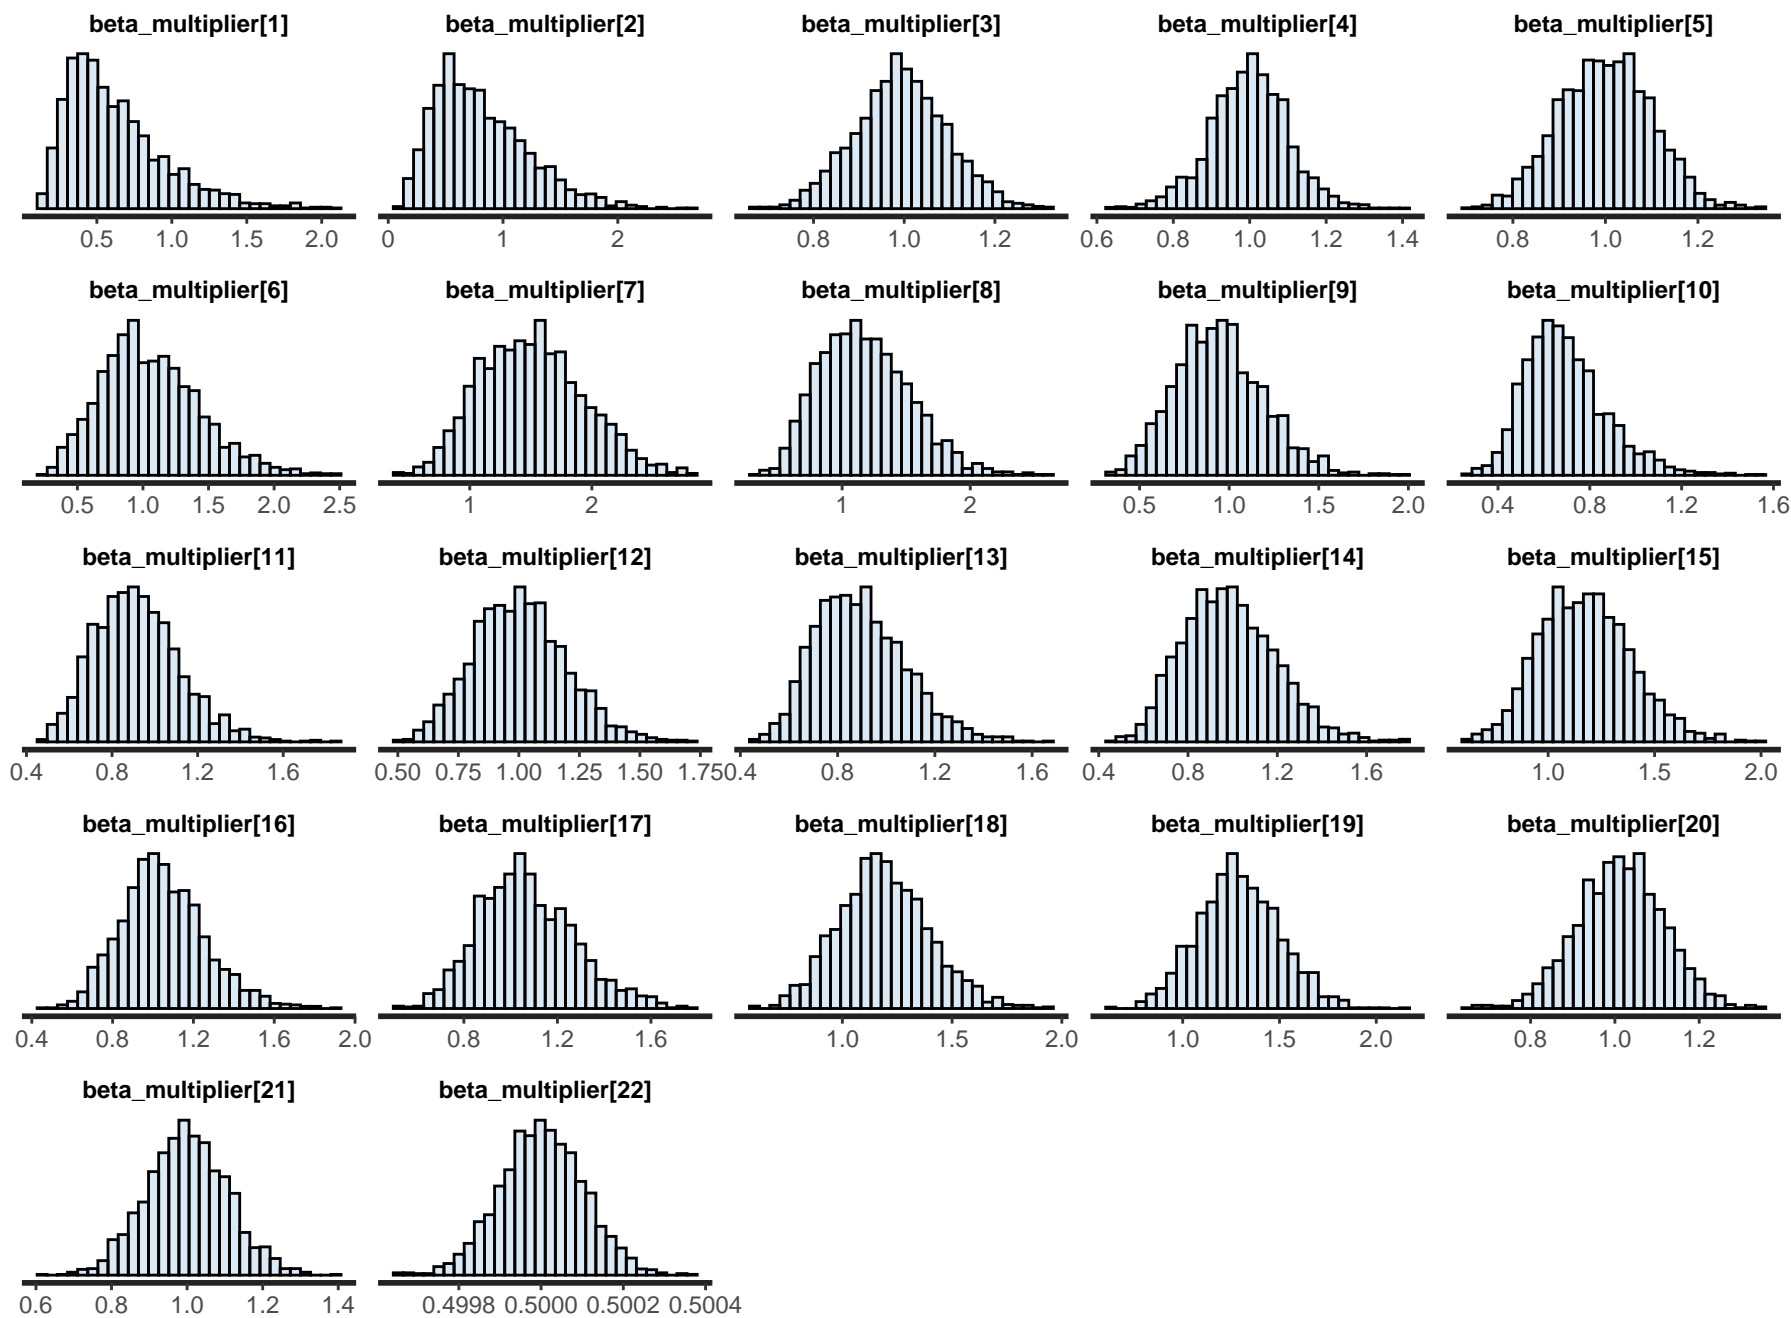 beta_multiplier[1] beta_multiplier[2] beta_multiplier[3] beta_multiplier[4] beta_multiplier[5]
0.5 1.0 1.5 2.0 0 1 2 0.8 1.0 1.2 0.6 0.8 1.0 1.2 1.4 0.8 1.0 1.2
beta_multiplier[6] beta_multiplier[7] beta_multiplier[8] beta_multiplier[9] beta_multiplier[10]
0.5 1.0 1.5 2.0 2.5 1 2 1 2 0.5 1.0 1.5 2.0 0.4 0.8 1.2 1.6
beta_multiplier[11] beta_multiplier[12] beta_multiplier[13] beta_multiplier[14] beta_multiplier[15]
0.4 0.8 1.2 1.6 0.50 0.75 1.00 1.25 1.50 1.75 0.4 0.8 1.2 1.6 0.4 0.8 1.2 1.6 1.0 1.5 2.0
beta_multiplier[16] beta_multiplier[17] beta_multiplier[18] beta_multiplier[19] beta_multiplier[20]
0.4 0.8 1.2 1.6 2.0 0.8 1.2 1.6 1.0 1.5 2.0 1.0 1.5 2.0 0.8 1.0 1.2
beta_multiplier[21] beta_multiplier[22]
0.6 0.8 1.0 1.2 1.4 0.4998 0.5000 0.5002 0.5004